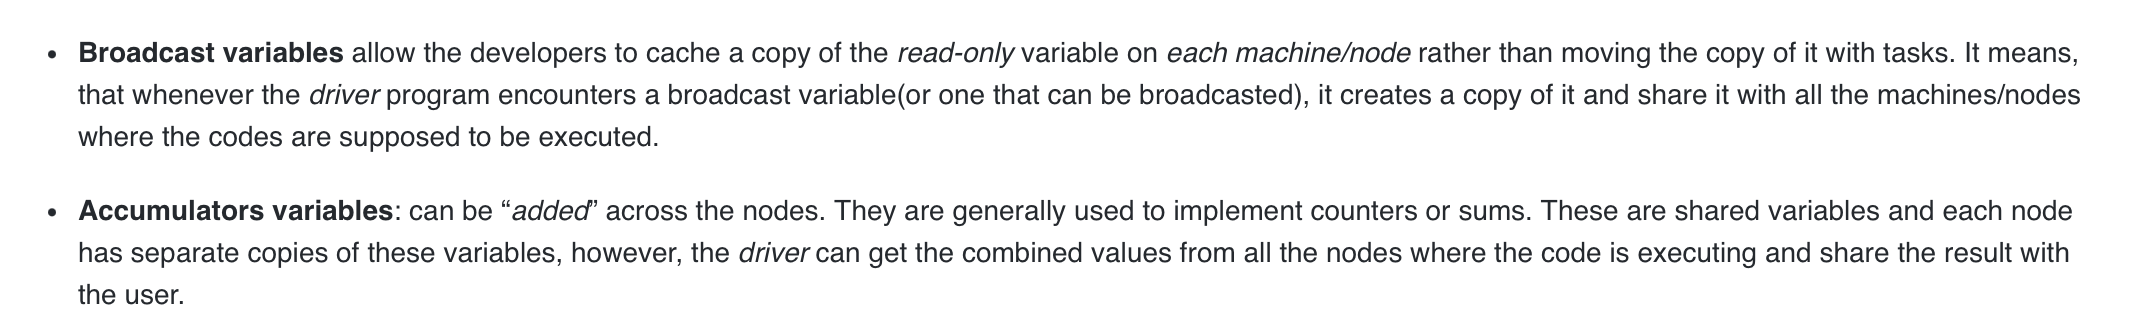 • Broadcast variables allow the developers to cache a copy of the read-only variable on each machine/node rather than moving the copy of it with tasks. It means,
that whenever the driver program encounters a broadcast variable(or one that can be broadcasted), it creates a copy of it and share it with all the machines/nodes
where the codes are supposed to be executed.
• Accumulators variables: can be “added” across the nodes. They are generally used to implement counters or sums. These are shared variables and each node
has separate copies of these variables, however, the driver can get the combined values from all the nodes where the code is executing and share the result with
the user.